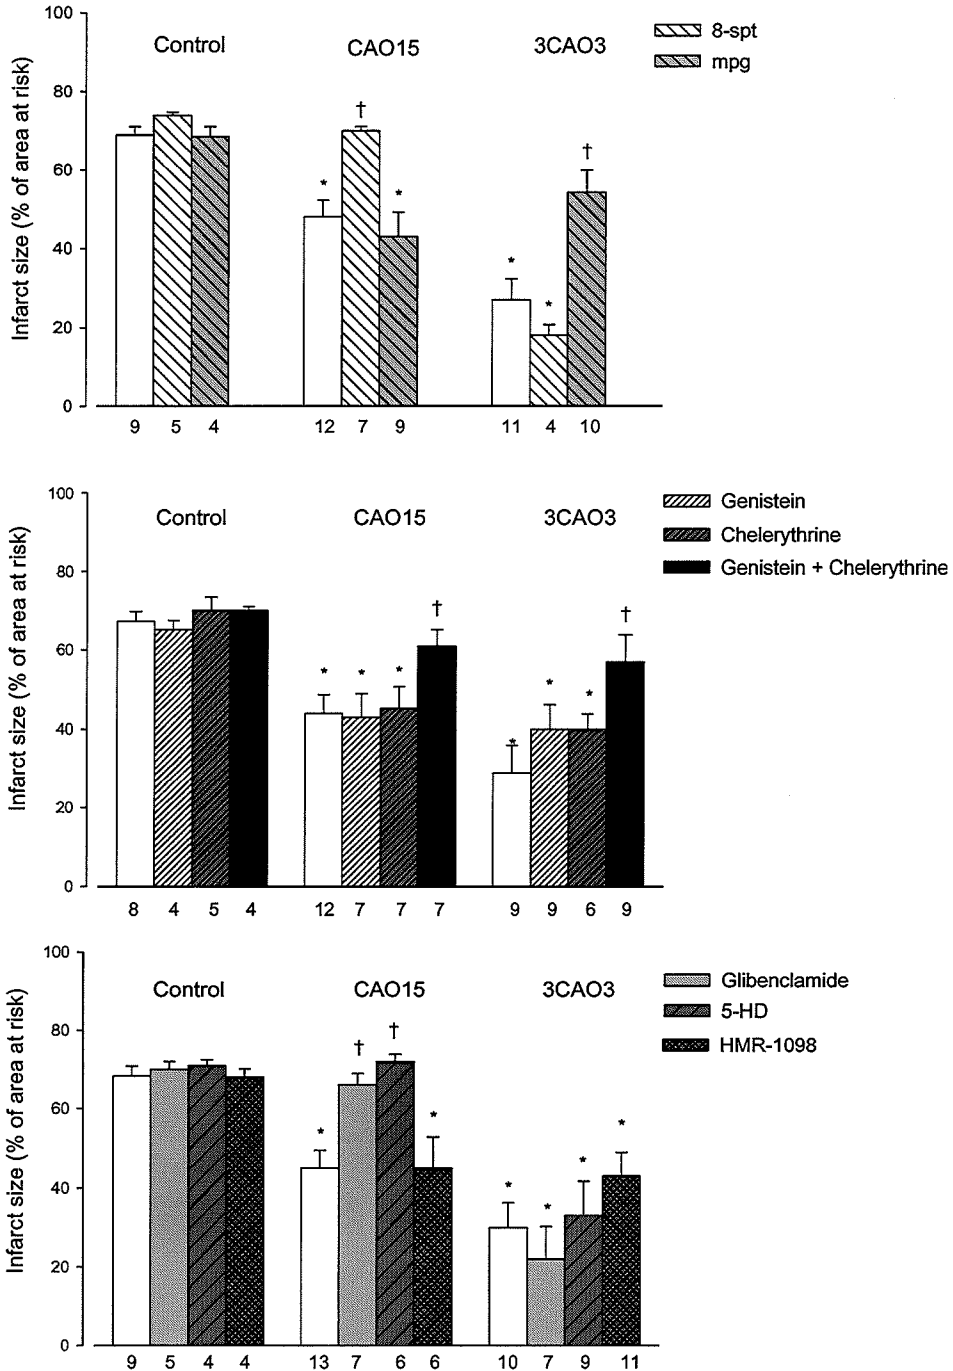 100
80
60
40
20
0
Infarct size (% of area at risk)
Control
CAO15
3CAO3
8-spt
mpg
*
†
*
*
*
†
9 5 4 12 7 9 11 4 10
100
80
60
40
20
0
Infarct size (% of area at risk)
Control
CAO15
3CAO3
Genistein
Chelerythrine
Genistein + Chelerythrine
*
*
*
†
*
*
*
†
8 4 5 4 12 7 7 7 9 9 6 9
100
80
60
40
20
0
Infarct size (% of area at risk)
Control
CAO15
3CAO3
Glibenclamide
5-HD
HMR-1098
*
†
†
*
*
*
*
*
9 5 4 4 13 7 6 6 10 7 9 11